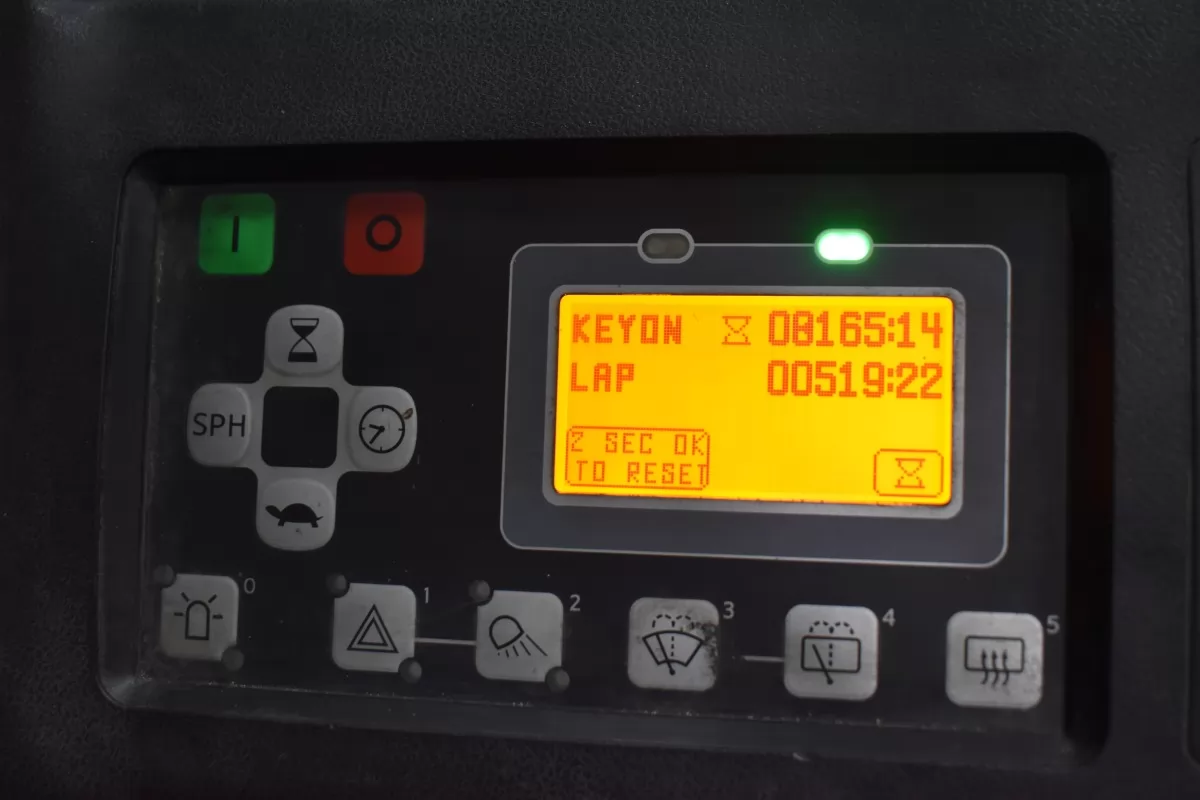 I O
KEYON 08165:14
LAP 00519:22
2 SEC OK
TO RESET
SPH
0 1 2 3 4 5